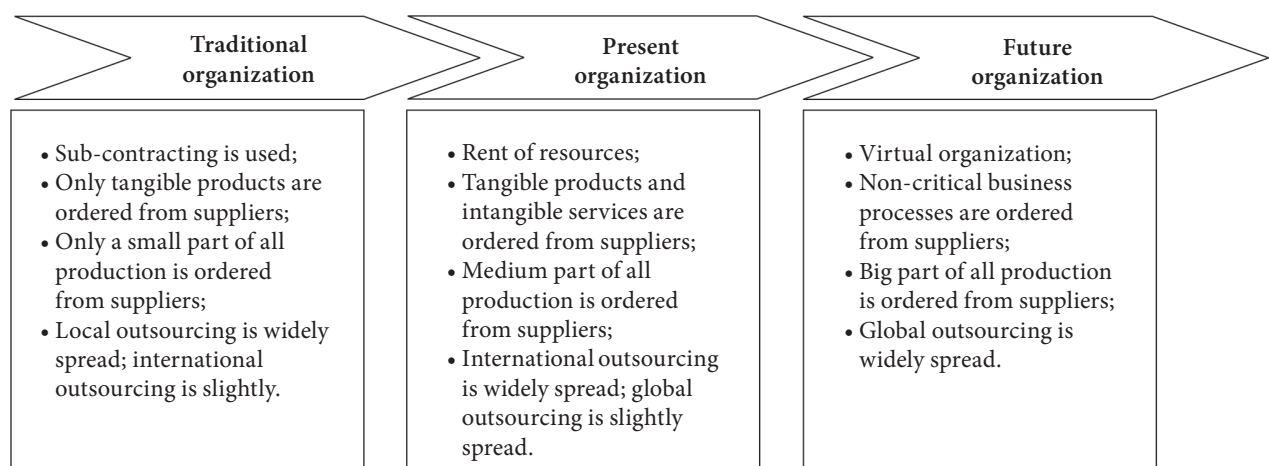 Traditional
organization
Present
organization
Future
organization
• Sub-contracting is used;
• Only tangible products are
ordered from suppliers;
• Only a small part of all
production is ordered
from suppliers;
• Local outsourcing is widely
spread; international
outsourcing is slightly.
• Rent of resources;
• Tangible products and
intangible services are
ordered from suppliers;
• Medium part of all
production is ordered
from suppliers;
• International outsourcing
is widely spread; global
outsourcing is slightly
spread.
• Virtual organization;
• Non-critical business
processes are ordered
from suppliers;
• Big part of all production
is ordered from suppliers;
• Global outsourcing is
widely spread.